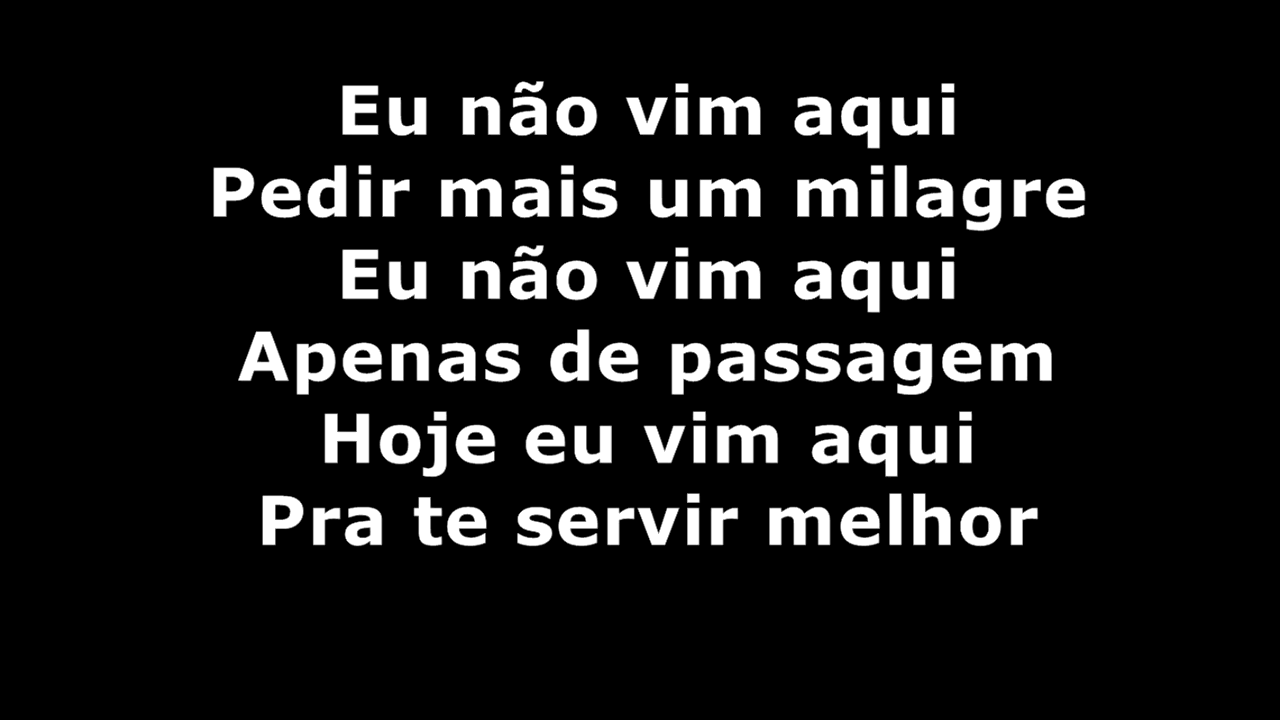 Eu não vim aqui
Pedir mais um milagre
Eu não vim aqui
Apenas de passagem
Hoje eu vim aqui
Pra te servir melhor